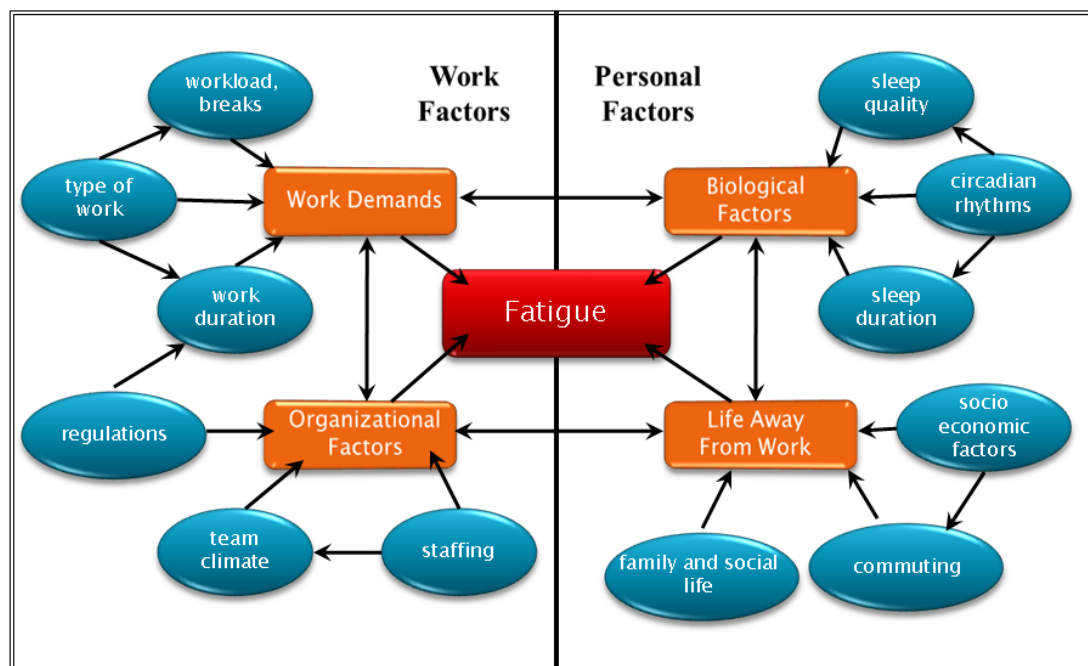 Work
Factors
Personal
Factors
workload,
breaks
sleep
quality
type of
work
Work Demands
Biological
Factors
circadian
rhythms
work
duration
Fatigue
sleep
duration
regulations
Organizational
Factors
Life Away
From Work
socio
economic
factors
team
climate
staffing
family and social
life
commuting